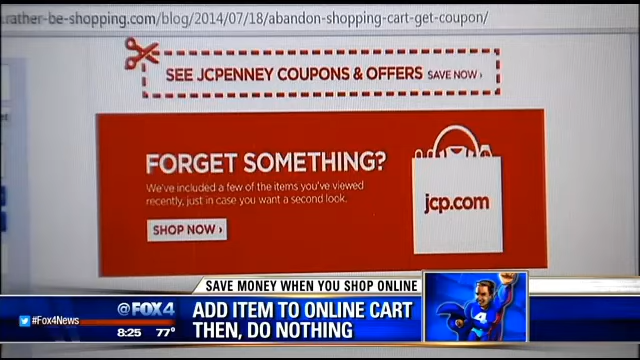 .rather-be-shopping.com/blog/2014/07/18/abandon-shopping-cart-get-coupon/
SEE JCPENNEY COUPONS & OFFERS SAVE NOW ›
FORGET SOMETHING?
We've included a few of the items you've viewed
recently, just in case you want a second look.
SHOP NOW ›
jcp.com
SAVE MONEY WHEN YOU SHOP ONLINE
@FOX4
ADD ITEM TO ONLINE CART
THEN, DO NOTHING
#Fox4News
8:25 77°
4